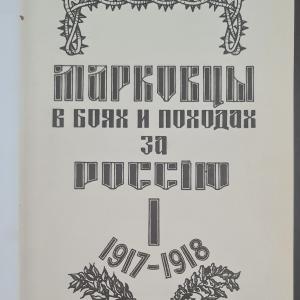 МАРКОВЦЫ
В БОЯХ И ПОХОДАХ
ЗА
РОССІЮ
I
1917-1918